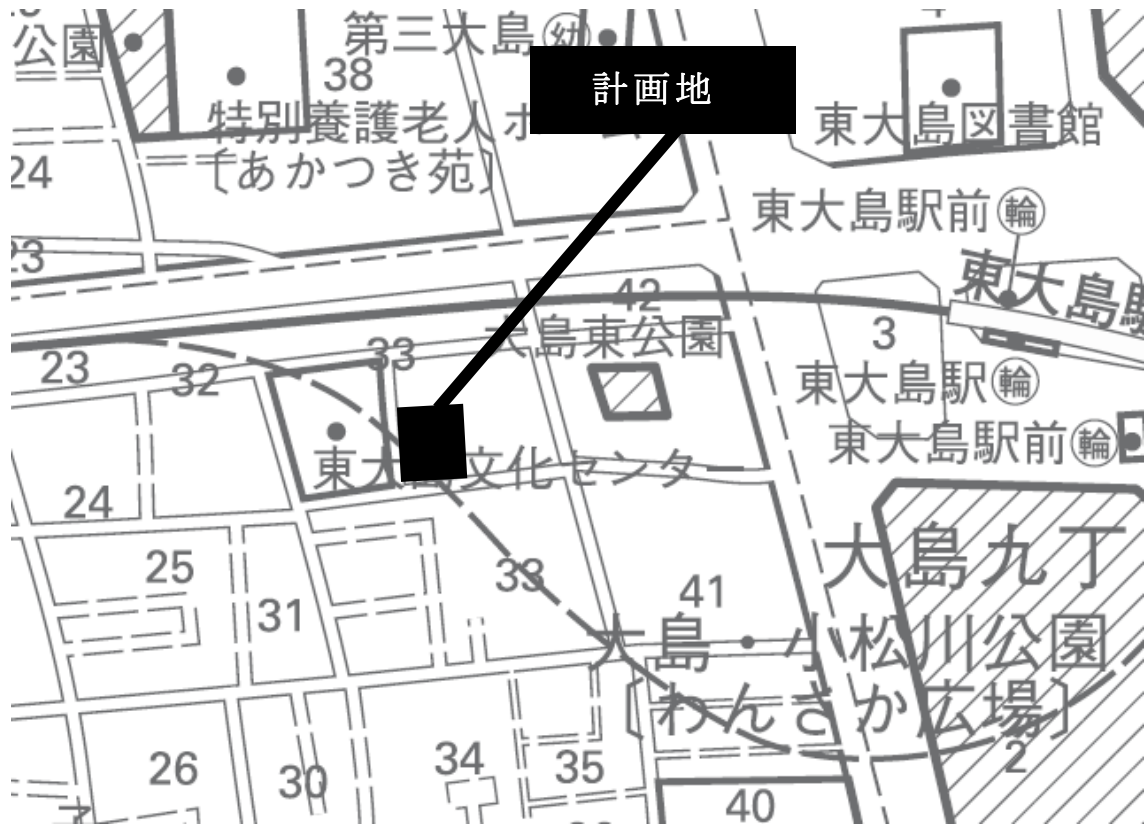 公園
第三大島幼
38
計画地
特別養護老人ホーム
〔あかつき苑〕
東大島図書館
24
東大島駅前輪
23
42
東大島駅
33
大島東公園
3
23
32
東大島駅輪
東大島文化センター
東大島駅前輪
24
25
33
大島九丁
31
41
大島・小松川公園
〔わんさか広場〕
26
30
34
35
2
40